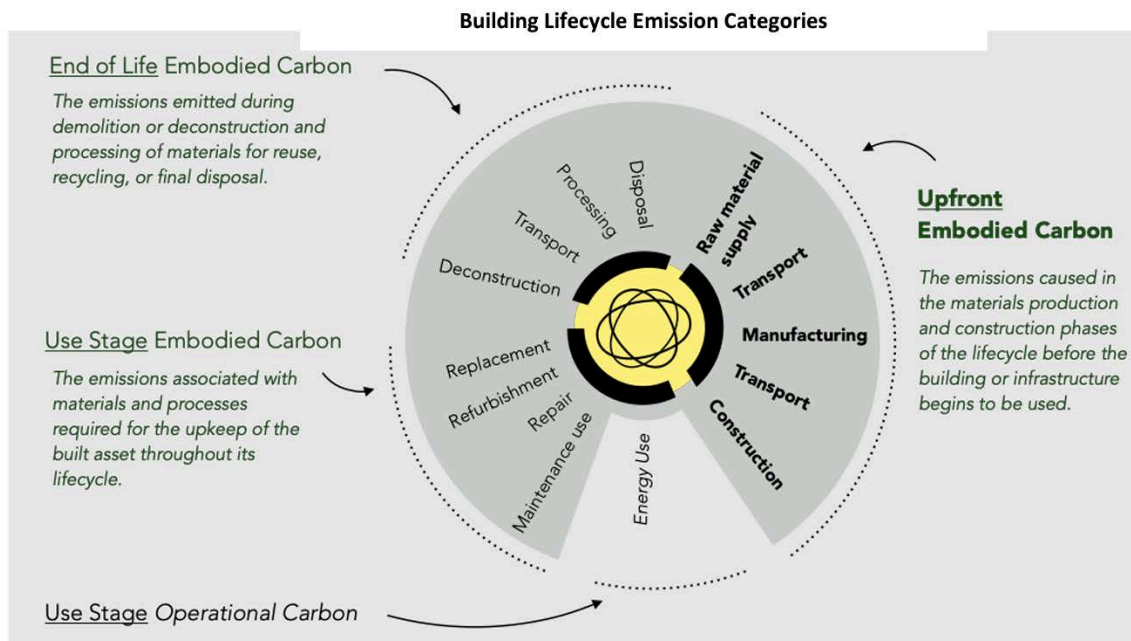 Building Lifecycle Emission Categories
End of Life Embodied Carbon
The emissions emitted during
demolition or deconstruction and
processing of materials for reuse,
recycling, or final disposal.
Use Stage Embodied Carbon
The emissions associated with
materials and processes
required for the upkeep of the
built asset throughout its
lifecycle.
Use Stage Operational Carbon
Disposal
Processing
Transport
Deconstruction
Replacement
Refurbishment
Repair
Maintenance use
Energy Use
Raw material
supply
Transport
Manufacturing
Transport
Construction
Upfront
Embodied Carbon
The emissions caused in
the materials production
and construction phases
of the lifecycle before the
building or infrastructure
begins to be used.